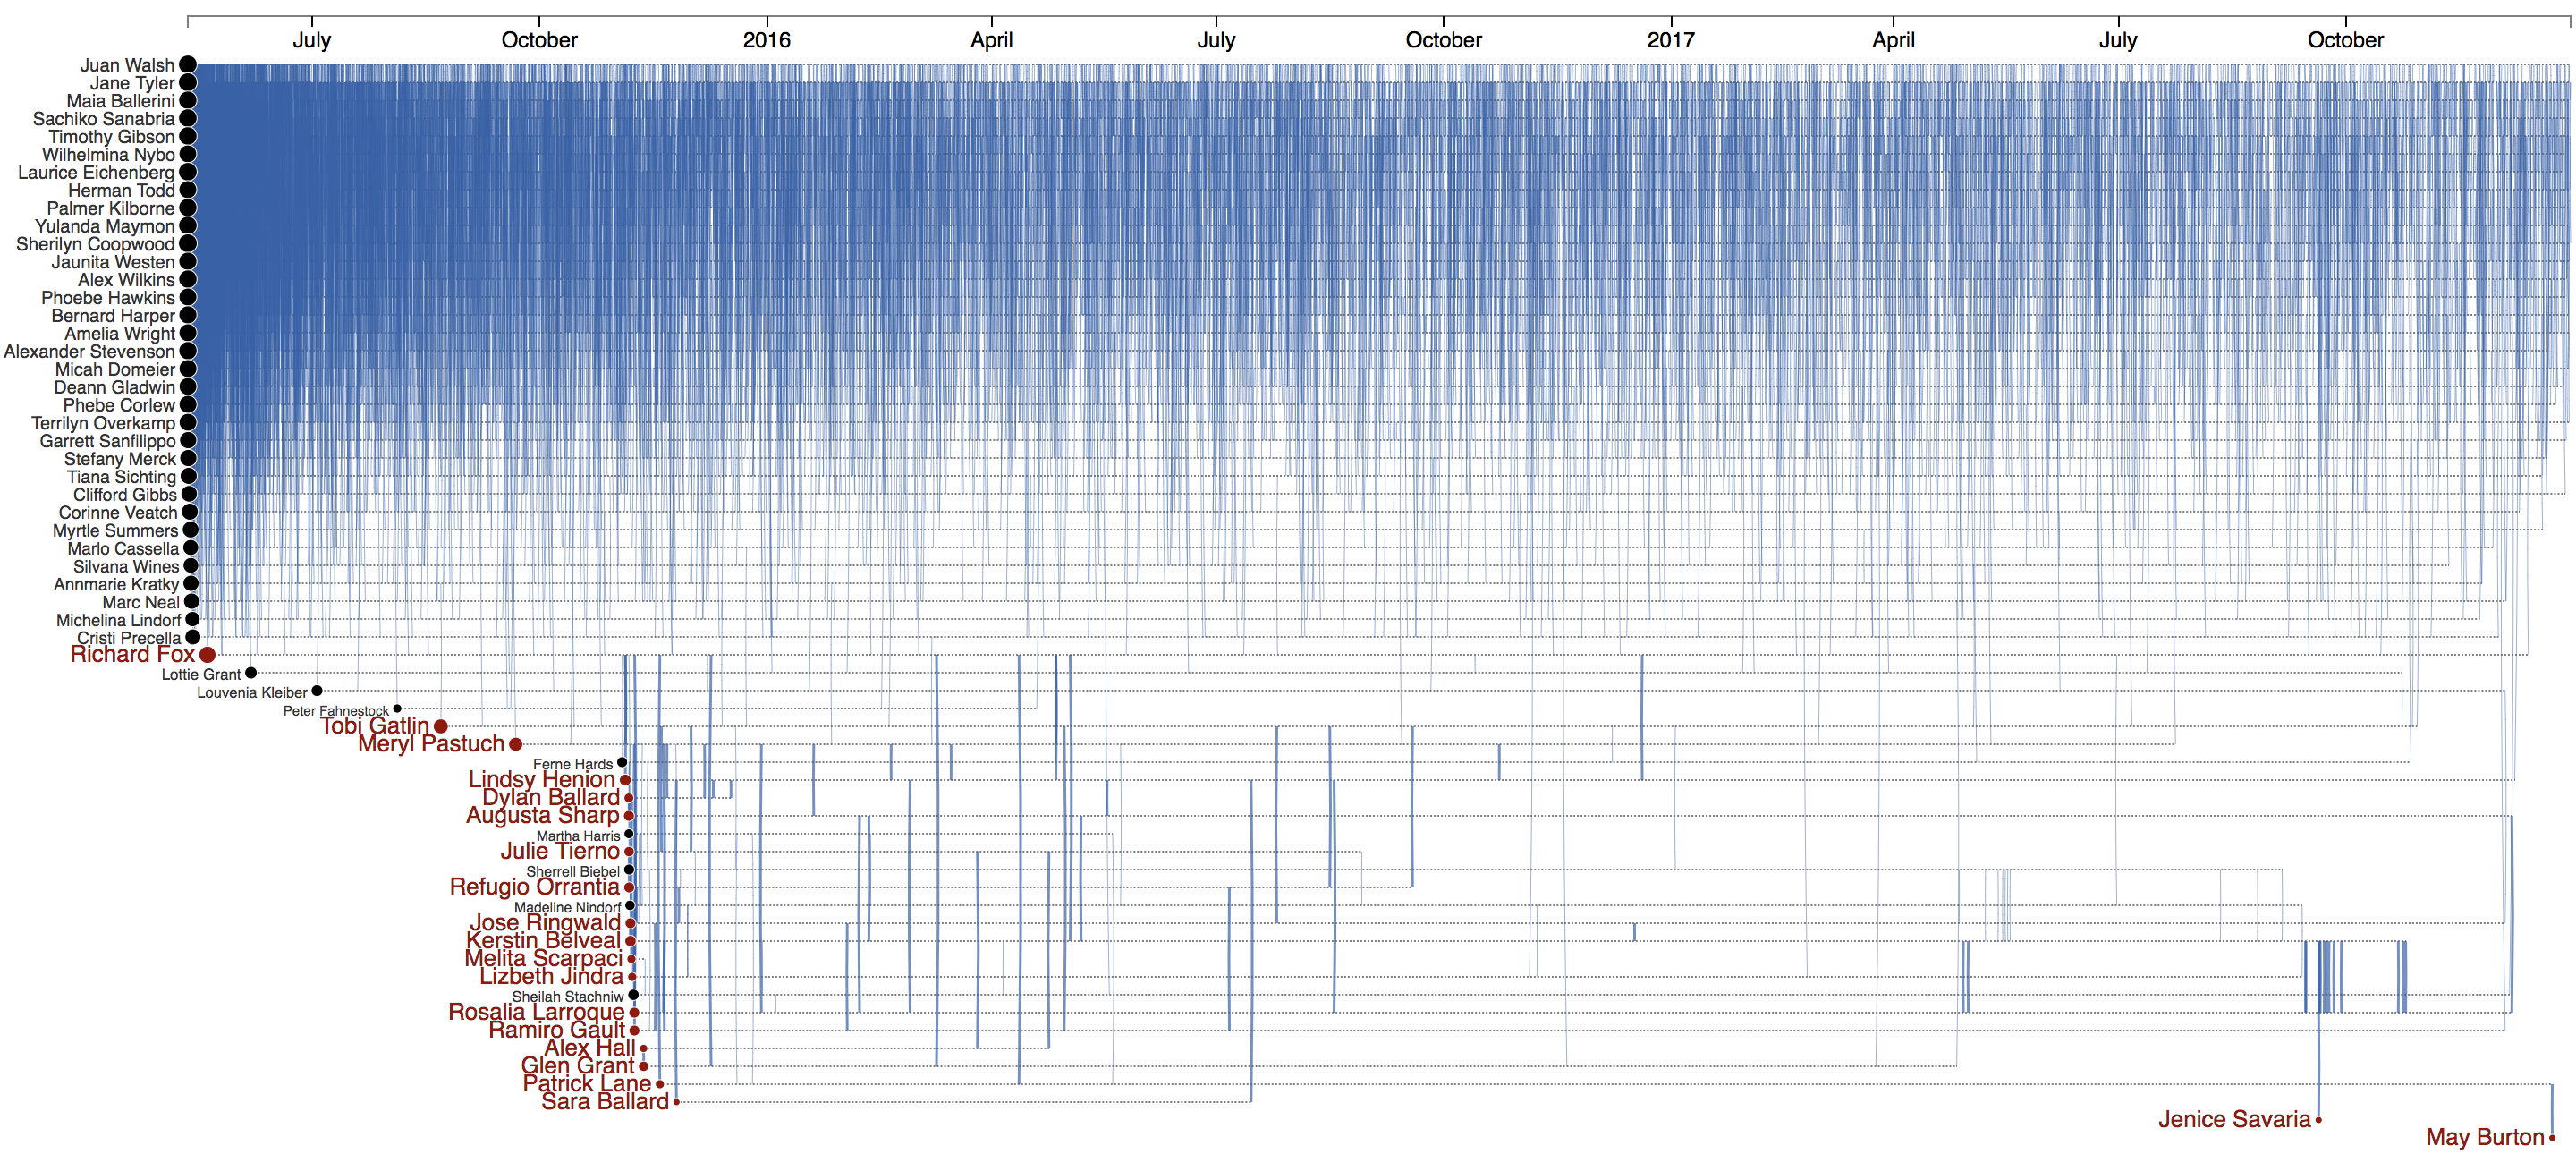 July October 2016 April July October 2017 April July October
Juan Walsh
Jane Tyler
Maia Ballerini
Sachiko Sanabria
Timothy Gibson
Wilhelmina Nybo
Laurice Eichenberg
Herman Todd
Palmer Kilborne
Yulanda Maymon
Sherilyn Coopwood
Jaunita Westen
Alex Wilkins
Phoebe Hawkins
Bernard Harper
Amelia Wright
Alexander Stevenson
Micah Domeier
Deann Gladwin
Phebe Corlew
Terrilyn Overkamp
Garrett Sanfilippo
Stefany Merck
Tiana Sichting
Clifford Gibbs
Corinne Veatch
Myrtle Summers
Marlo Cassella
Silvana Wines
Annmarie Kratky
Marc Neal
Michelina Lindorf
Cristi Precella
Richard Fox
Lottie Grant
Louvenia Kleiber
Peter Fahnestock
Tobi Gatlin
Meryl Pastuch
Ferne Hards
Lindsy Henion
Dylan Ballard
Augusta Sharp
Martha Harris
Julie Tierno
Sherrell Biebel
Refugio Orrantia
Madeline Nindorf
Jose Ringwald
Kerstin Belveal
Melita Scarpaci
Lizbeth Jindra
Sheilah Stachniw
Rosalia Larroque
Ramiro Gault
Alex Hall
Glen Grant
Patrick Lane
Sara Ballard
Jenice Savaria
May Burton